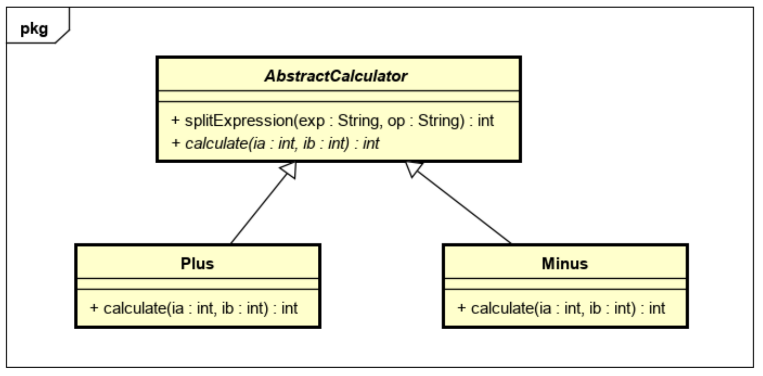 pkg
AbstractCalculator
+ splitExpression(exp : String, op : String) : int
+ calculate(ia : int, ib : int) : int
Plus
+ calculate(ia : int, ib : int) : int
Minus
+ calculate(ia : int, ib : int) : int